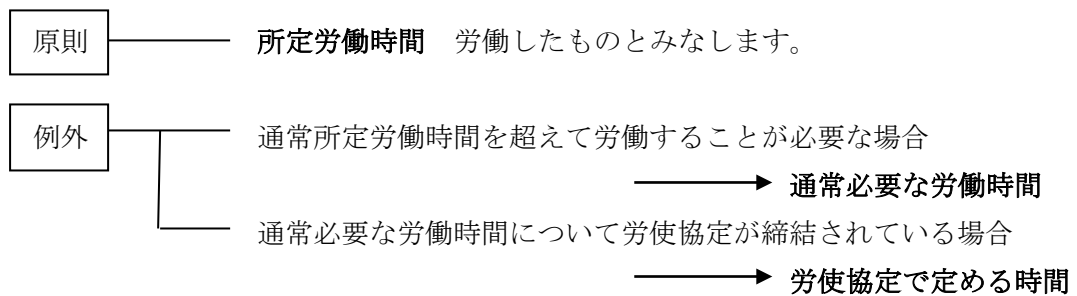 原則 所定労働時間 労働したものとみなします。
例外 通常所定労働時間を超えて労働することが必要な場合
通常必要な労働時間
通常必要な労働時間について労使協定が締結されている場合
労使協定で定める時間